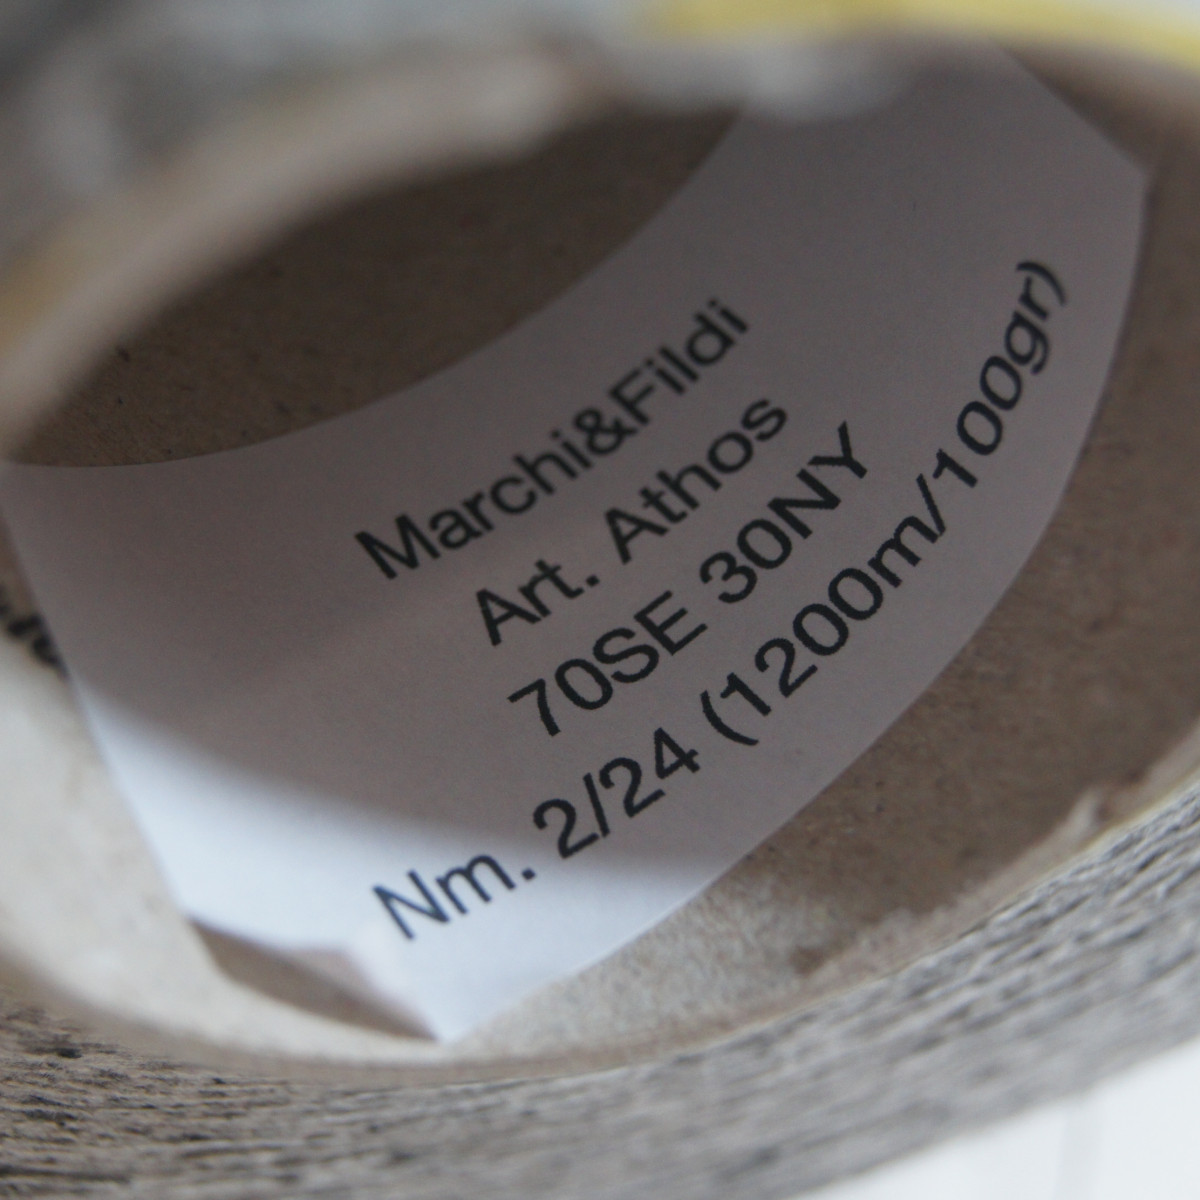 Marchi&Fildi
Art. Athos
70SE 30NY
Nm. 2/24 (1200m/100gr)